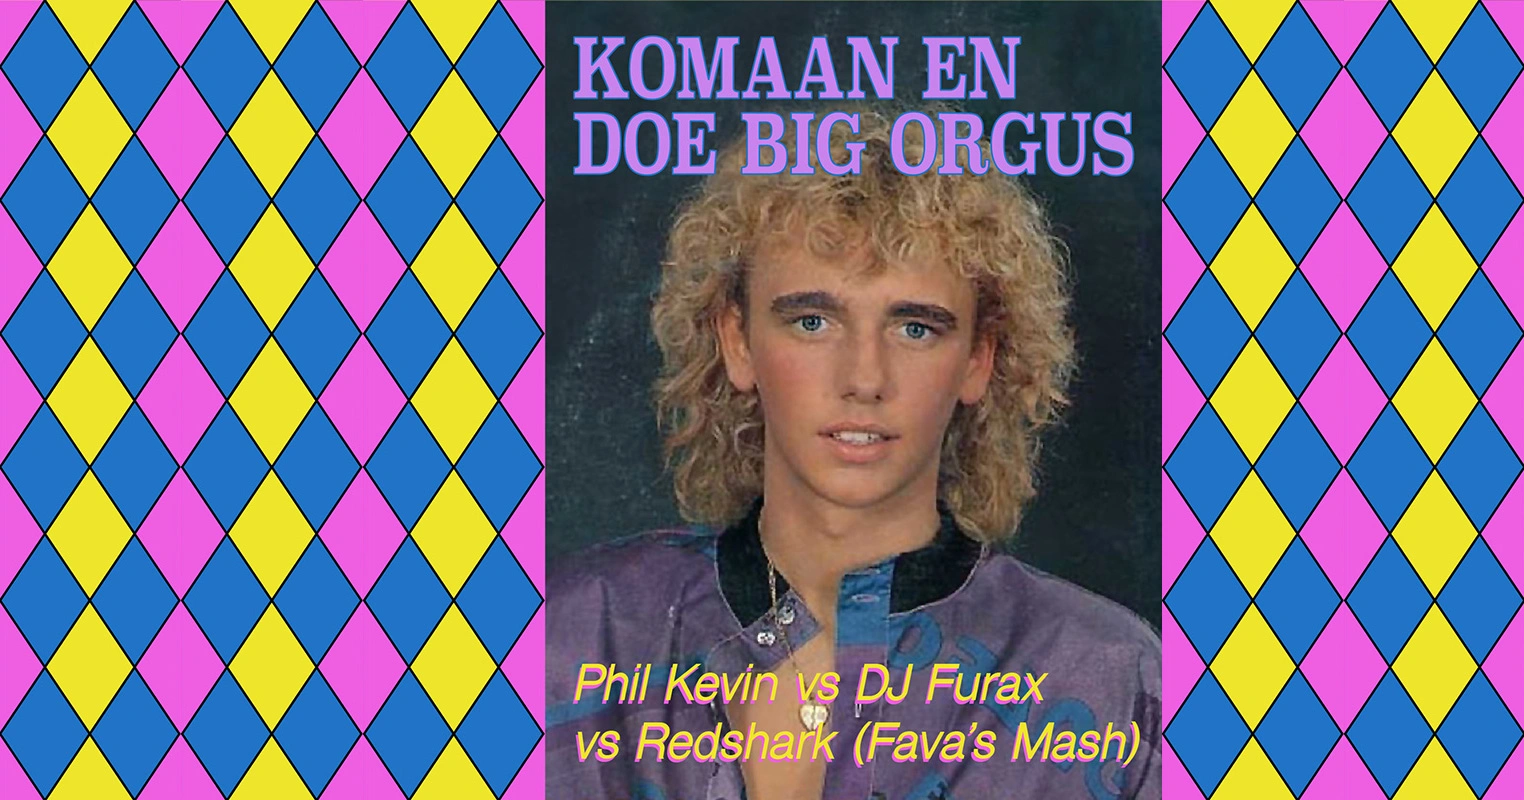 KOMAAN EN
DOE BIG ORGUS
Phil Kevin vs DJ Furax
vs Redshark (Fava's Mash)